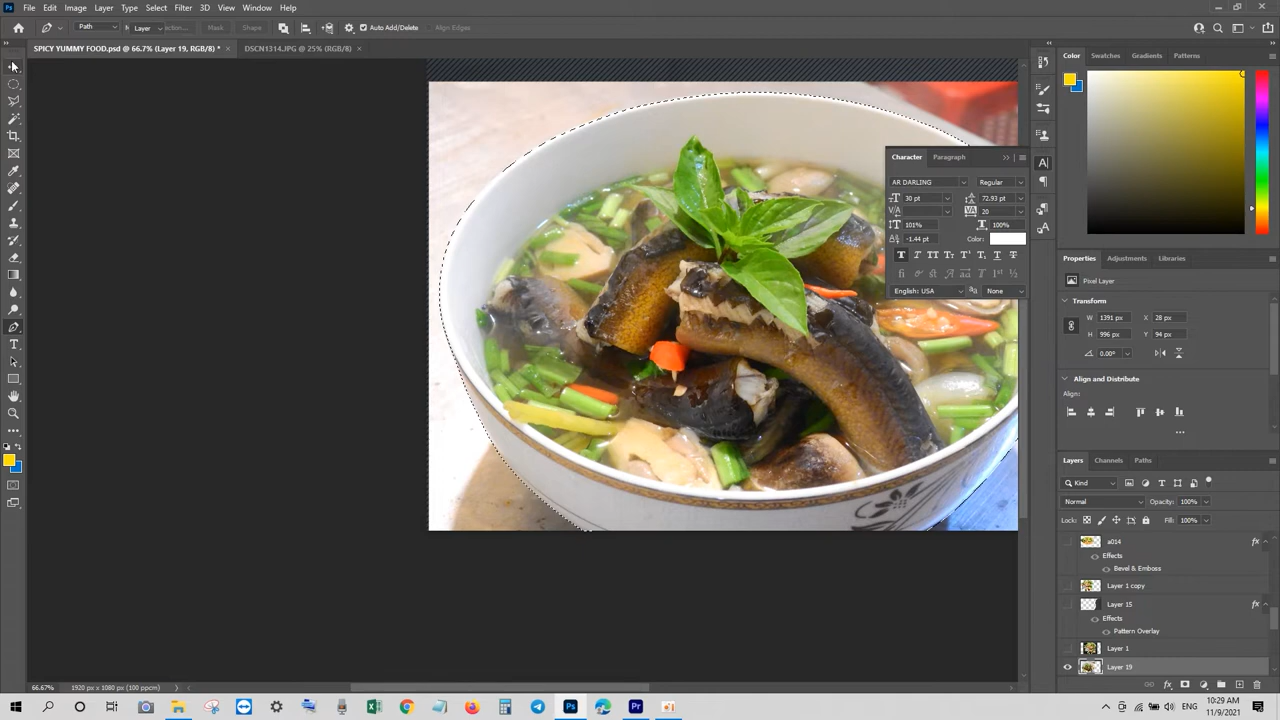 File Edit Image Layer Type Select Filter 3D View Window Help
Path Layer Mask Shape Auto Add/Delete Align Edges
SPICY YUMMY FOOD.psd @ 66.7% (Layer 19, RGB/8) * × DSCN1314.JPG @ 25% (RGB/8) ×
Color Swatches Gradients Patterns
Character Paragraph
AR DARLING Regular
30 pt 72.93 pt
20
101% 100%
-1.44 pt Color:
English: USA None
Properties Adjustments Libraries
Pixel Layer
Transform
W 1391 px X 28 px
H 996 px Y 94 px
0.00°
Align and Distribute
Align:
Layers Channels Paths
Kind
Normal Opacity: 100%
Lock: Fill: 100%
a014 fx
Effects
Bevel & Emboss
Layer 1 copy
Layer 15 fx
Effects
Pattern Overlay
Layer 1
Layer 19
66.67% 1920 px x 1080 px (100 ppcm)
10:29 AM
11/9/2021